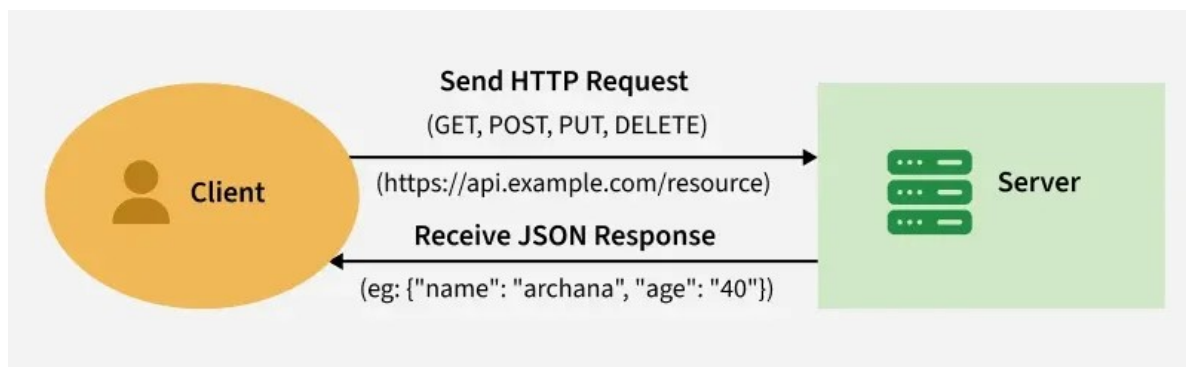 Send HTTP Request
(GET, POST, PUT, DELETE)
Client
(https://api.example.com/resource)
Server
Receive JSON Response
(eg: {"name": "archana", "age": "40"})